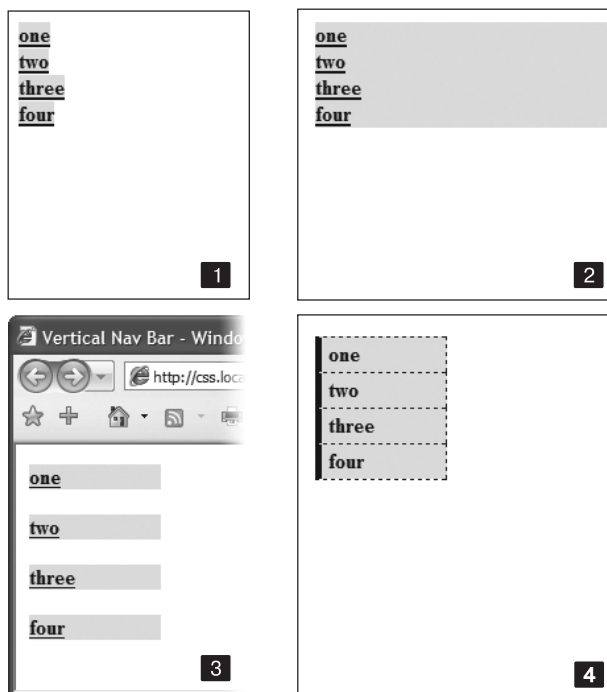 one
two
three
four
1
one
two
three
four
2
Vertical Nav Bar - Windo
http://css.loca
one
two
three
four
3
one
two
three
four
4